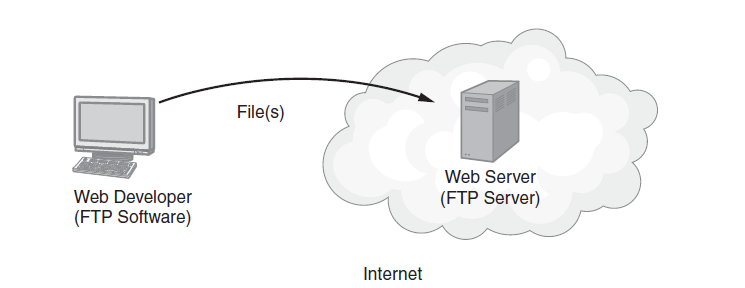 File(s)
Web Server
(FTP Server)
Web Developer
(FTP Software)
Internet